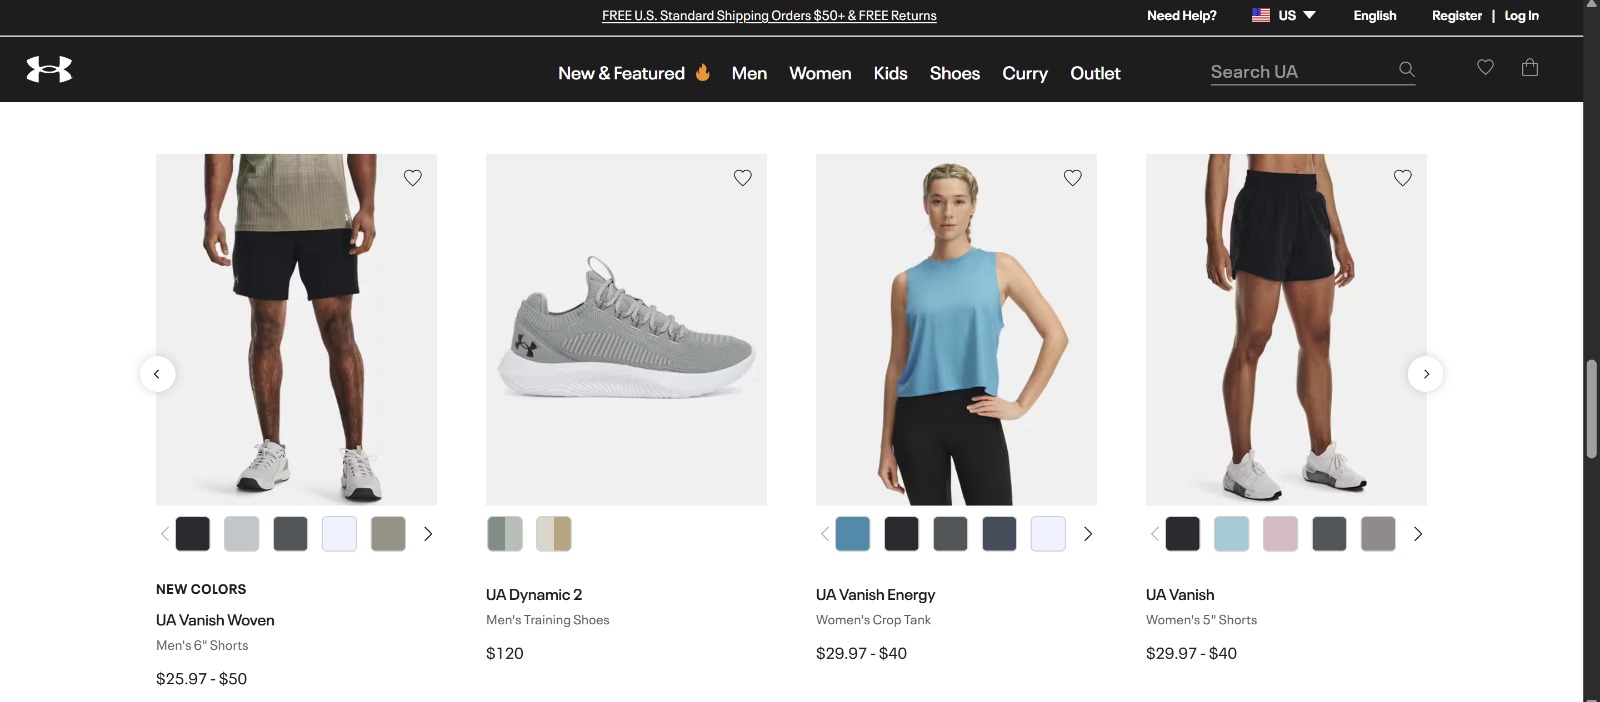 FREE U.S. Standard Shipping Orders $50+ & FREE Returns
Need Help?
US
English
Register | Log In
New & Featured
Men
Women
Kids
Shoes
Curry
Outlet
Search UA
NEW COLORS
UA Vanish Woven
Men's 6" Shorts
$25.97 - $50
UA Dynamic 2
Men's Training Shoes
$120
UA Vanish Energy
Women's Crop Tank
$29.97 - $40
UA Vanish
Women's 5" Shorts
$29.97 - $40